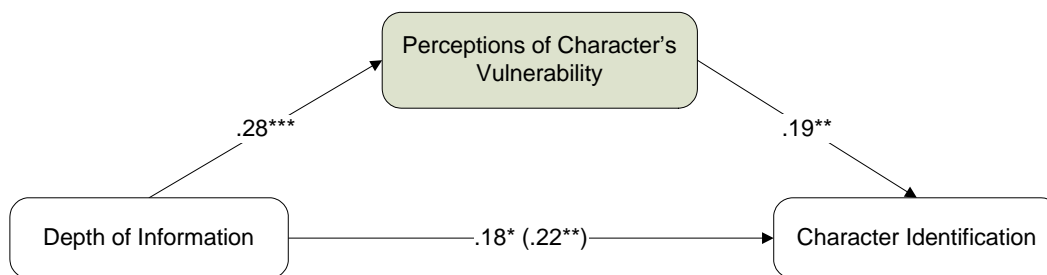 Perceptions of Character’s
Vulnerability
.28***
.19**
Depth of Information
.18* (.22**)
Character Identification